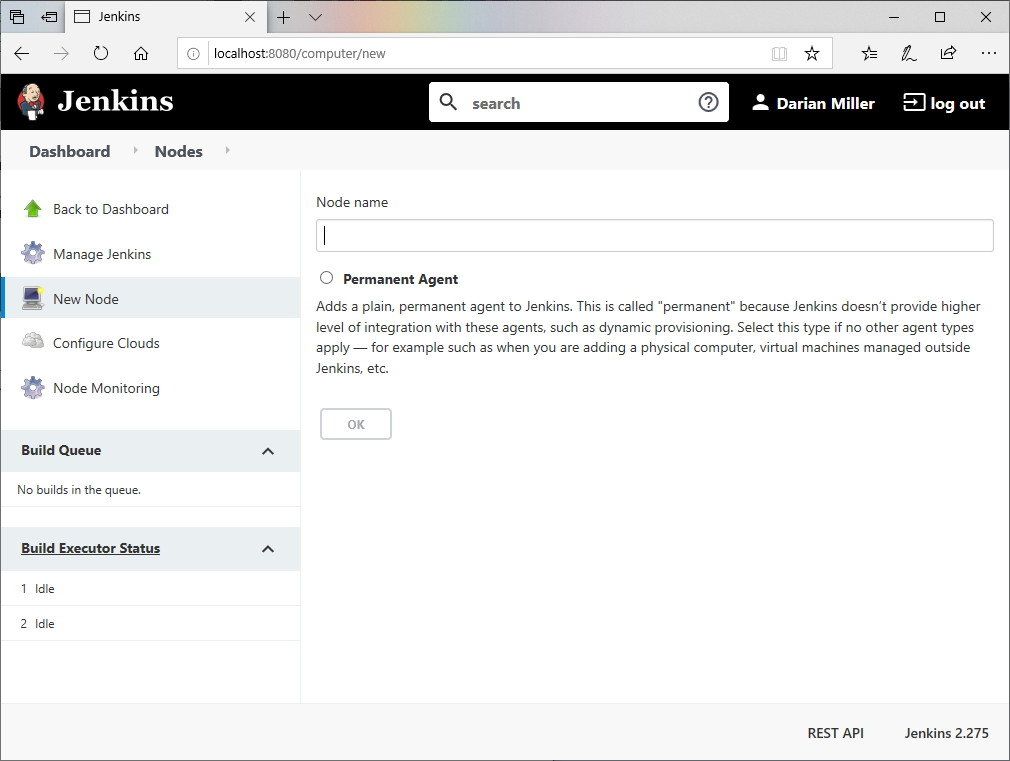 Jenkins
localhost:8080/computer/new
Jenkins
search
Darian Miller
log out
Dashboard
Nodes
Back to Dashboard
Manage Jenkins
New Node
Configure Clouds
Node Monitoring
Build Queue
No builds in the queue.
Build Executor Status
1 Idle
2 Idle
Node name
Permanent Agent
Adds a plain, permanent agent to Jenkins. This is called "permanent" because Jenkins doesn’t provide higher
level of integration with these agents, such as dynamic provisioning. Select this type if no other agent types
apply — for example such as when you are adding a physical computer, virtual machines managed outside
Jenkins, etc.
OK
REST API
Jenkins 2.275